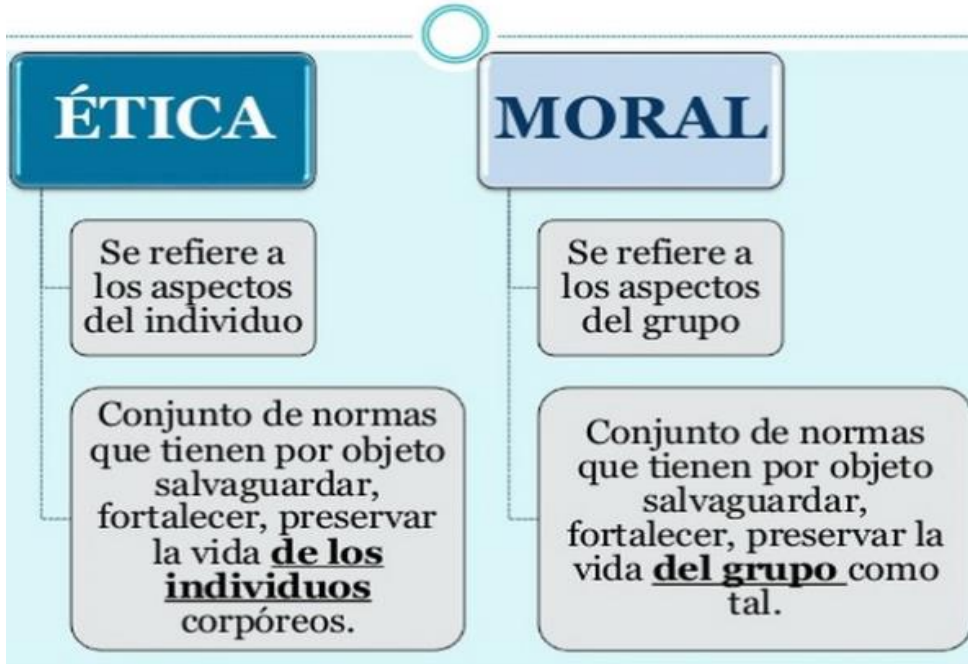 ÉTICA
Se refiere a
los aspectos
del individuo
Conjunto de normas
que tienen por objeto
salvaguardar,
fortalecer, preservar
la vida de los
individuos
corpóreos.
MORAL
Se refiere a
los aspectos
del grupo
Conjunto de normas
que tienen por objeto
salvaguardar,
fortalecer, preservar la
vida del grupo como
tal.